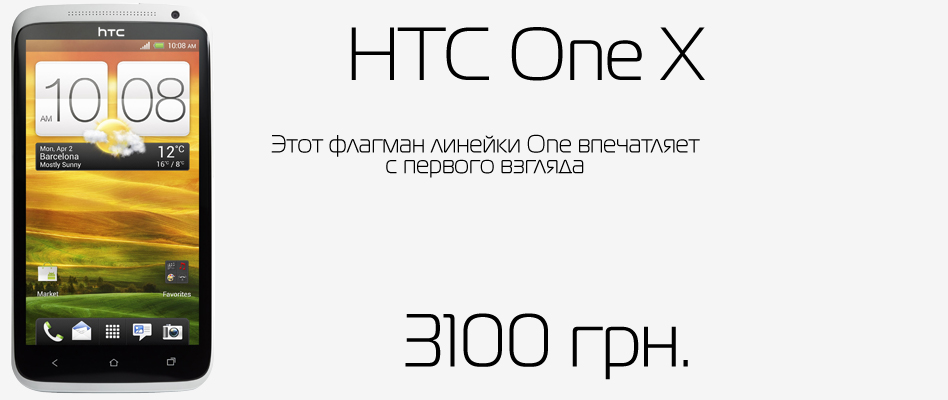 HTC One X
Этот флагман линейки One впечатляет
с первого взгляда
3100 грн.
hTC
10:08 AM
10 08
AM
Mon, Apr 2
Barcelona
Mostly Sunny
12°C
16°/8°C
Market
Favorites